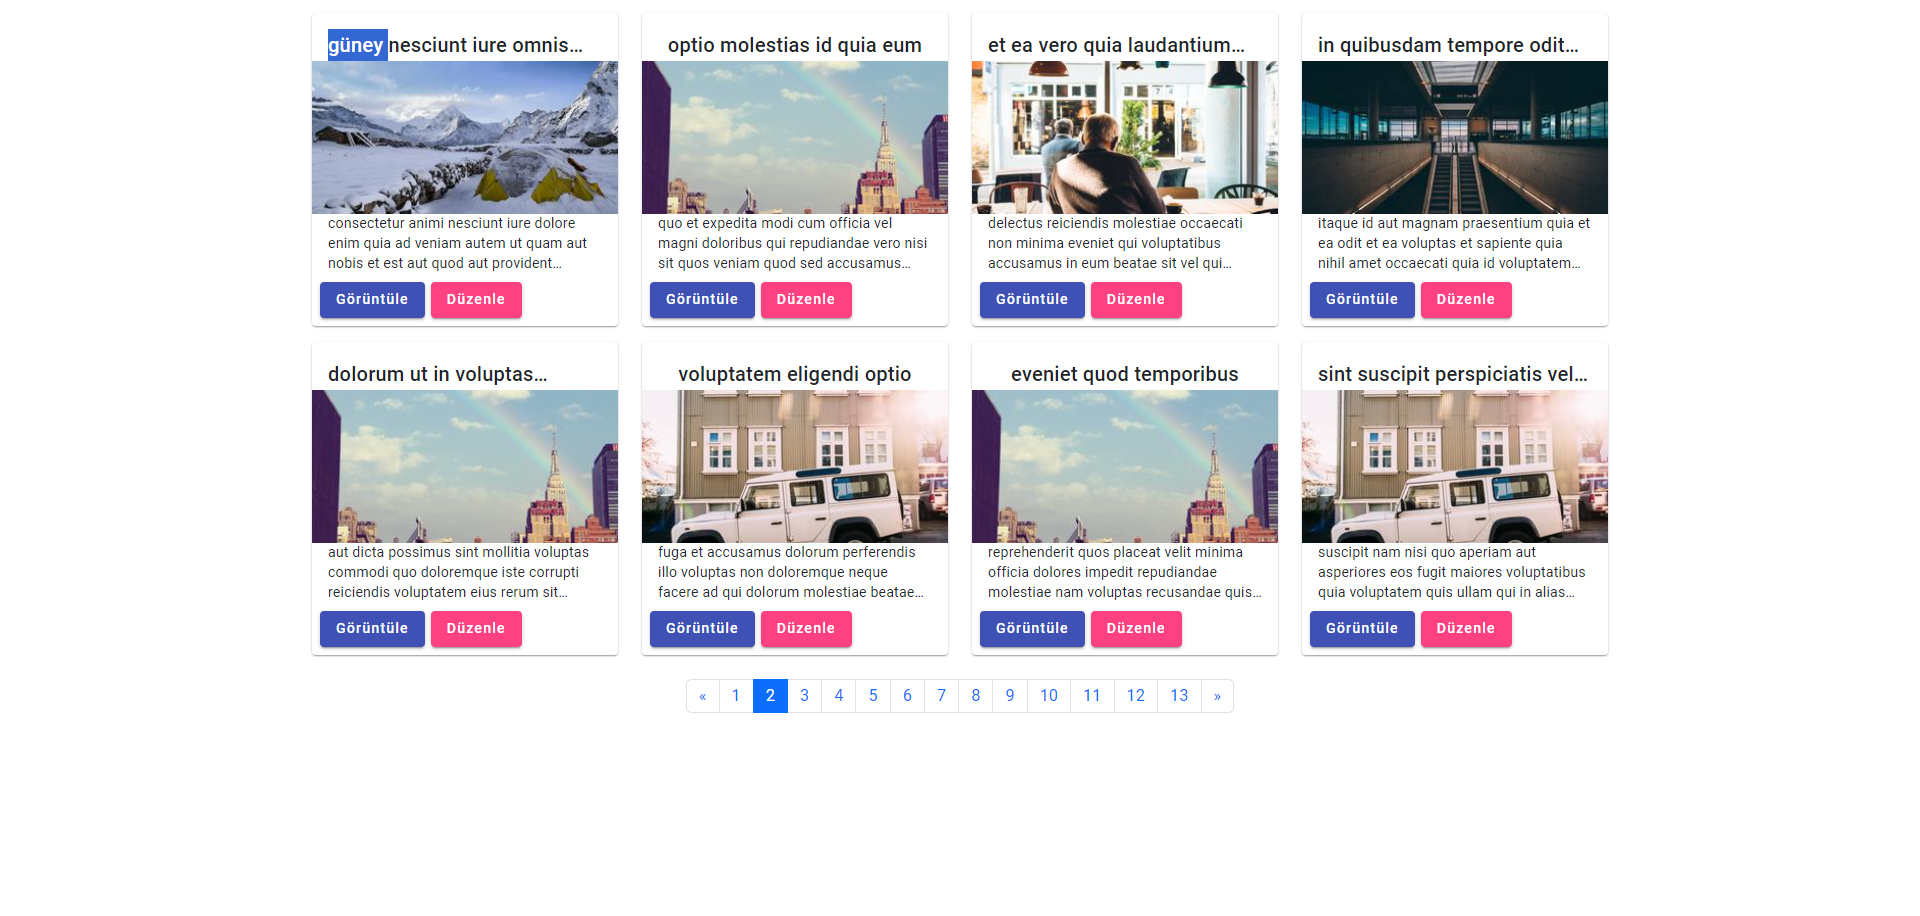 güney nesciunt iure omnis...
optio molestias id quia eum
et ea vero quia laudantium...
in quibusdam tempore odit...
consectetur animi nesciunt iure dolore
enim quia ad veniam autem ut quam aut
nobis et est aut quod aut provident...
quo et expedita modi cum officia vel
magni doloribus qui repudiandae vero nisi
sit quos veniam quod sed accusamus...
delectus reiciendis molestiae occaecati
non minima eveniet qui voluptatibus
accusamus in eum beatae sit vel qui...
itaque id aut magnam praesentium quia et
ea odit et ea voluptas et sapiente quia
nihil amet occaecati quia id voluptatem...
Görüntüle Düzenle
Görüntüle Düzenle
Görüntüle Düzenle
Görüntüle Düzenle
dolorum ut in voluptas...
voluptatem eligendi optio
eveniet quod temporibus
sint suscipit perspiciatis vel...
aut dicta possimus sint mollitia voluptas
commodi quo doloremque iste corrupti
reiciendis voluptatem eius rerum sit...
fuga et accusamus dolorum perferendis
illo voluptas non doloremque neque
facere ad qui dolorum molestiae beatae...
reprehenderit quos placeat velit minima
officia dolores impedit repudiandae
molestiae nam voluptas recusandae quis...
suscipit nam nisi quo aperiam aut
asperiores eos fugit maiores voluptatibus
quia voluptatem quis ullam qui in alias...
Görüntüle Düzenle
Görüntüle Düzenle
Görüntüle Düzenle
Görüntüle Düzenle
« 1 2 3 4 5 6 7 8 9 10 11 12 13 »